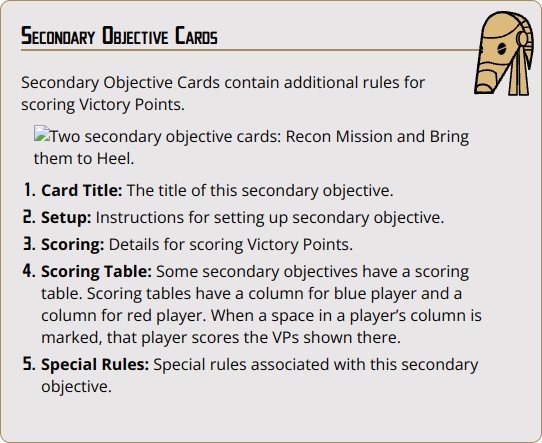 Secondary Objective Cards
Secondary Objective Cards contain additional rules for
scoring Victory Points.
Two secondary objective cards: Recon Mission and Bring
them to Heel.
1. Card Title: The title of this secondary objective.
2. Setup: Instructions for setting up secondary objective.
3. Scoring: Details for scoring Victory Points.
4. Scoring Table: Some secondary objectives have a scoring
table. Scoring tables have a column for blue player and a
column for red player. When a space in a player’s column is
marked, that player scores the VPs shown there.
5. Special Rules: Special rules associated with this secondary
objective.